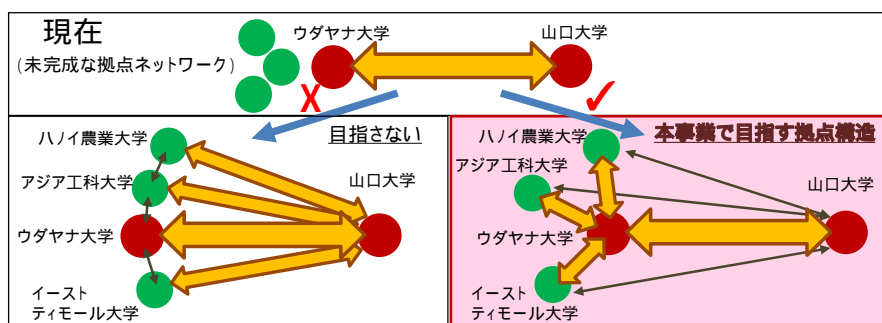 現在
(未完成な拠点ネットワーク)
ウダヤナ大学
山口大学
X
✓
目指さない
ハノイ農業大学
アジア工科大学
山口大学
ウダヤナ大学
イースト
ティモール大学
本事業で目指す拠点構造
ハノイ農業大学
アジア工科大学
山口大学
ウダヤナ大学
イースト
ティモール大学